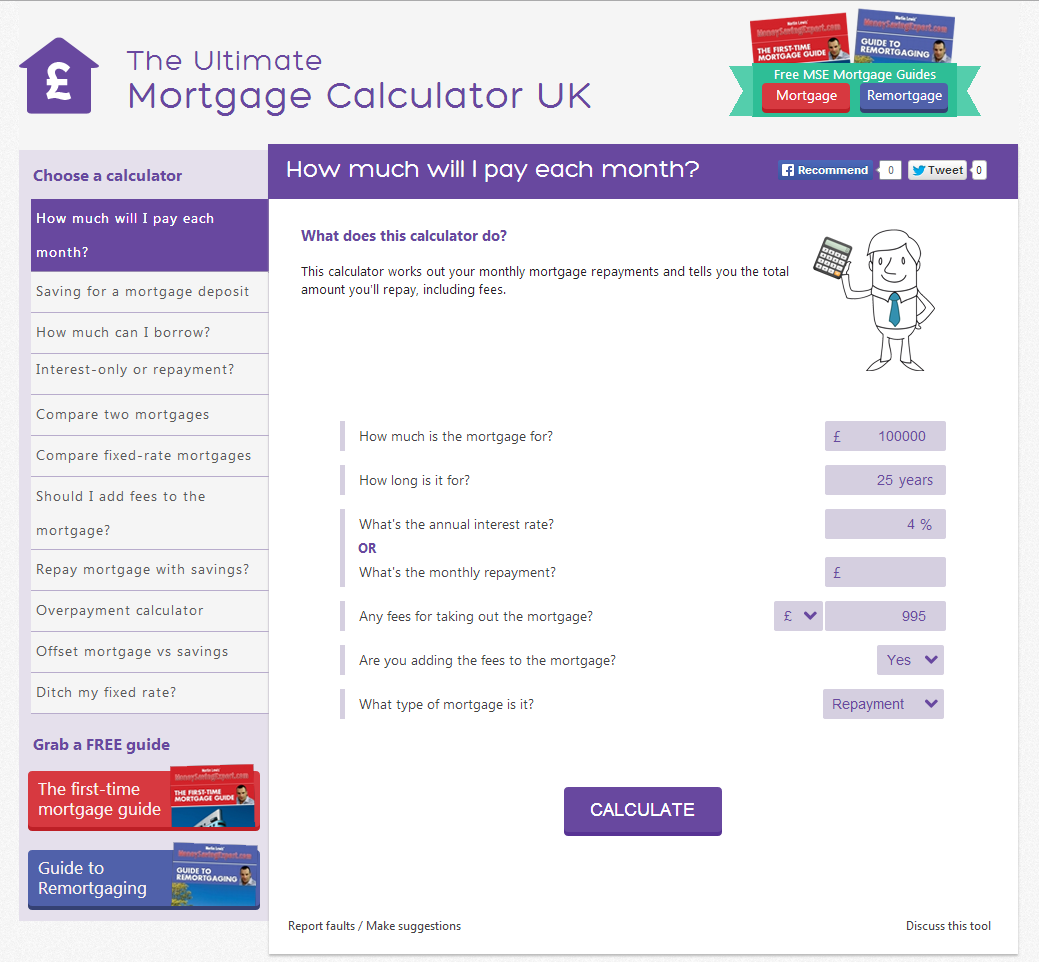 The Ultimate
Mortgage Calculator UK
Martin Lewis'
MoneySavingExpert.com
THE FIRST-TIME
MORTGAGE GUIDE
Martin Lewis'
MoneySavingExpert.com
GUIDE TO
REMORTGAGING
Free MSE Mortgage Guides
Mortgage
Remortgage
Choose a calculator
How much will I pay each
month?
Saving for a mortgage deposit
How much can I borrow?
Interest-only or repayment?
Compare two mortgages
Compare fixed-rate mortgages
Should I add fees to the
mortgage?
Repay mortgage with savings?
Overpayment calculator
Offset mortgage vs savings
Ditch my fixed rate?
Grab a FREE guide
The first-time
mortgage guide
Martin Lewis'
MoneySavingExpert.com
THE FIRST-TIME
MORTGAGE GUIDE
Guide to
Remortgaging
Martin Lewis'
MoneySavingExpert.com
GUIDE TO
REMORTGAGING
How much will I pay each month?
Recommend 0
Tweet 0
What does this calculator do?
This calculator works out your monthly mortgage repayments and tells you the total
amount you'll repay, including fees.
How much is the mortgage for? £ 100000
How long is it for? 25 years
What's the annual interest rate? 4 %
OR
What's the monthly repayment? £
Any fees for taking out the mortgage? £ 995
Are you adding the fees to the mortgage? Yes
What type of mortgage is it? Repayment
CALCULATE
Report faults / Make suggestions
Discuss this tool